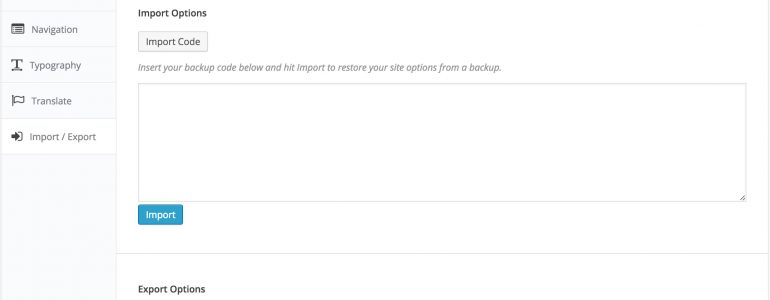 Navigation
Typography
Translate
Import / Export
Import Options
Import Code
Insert your backup code below and hit Import to restore your site options from a backup.
Import
Export Options